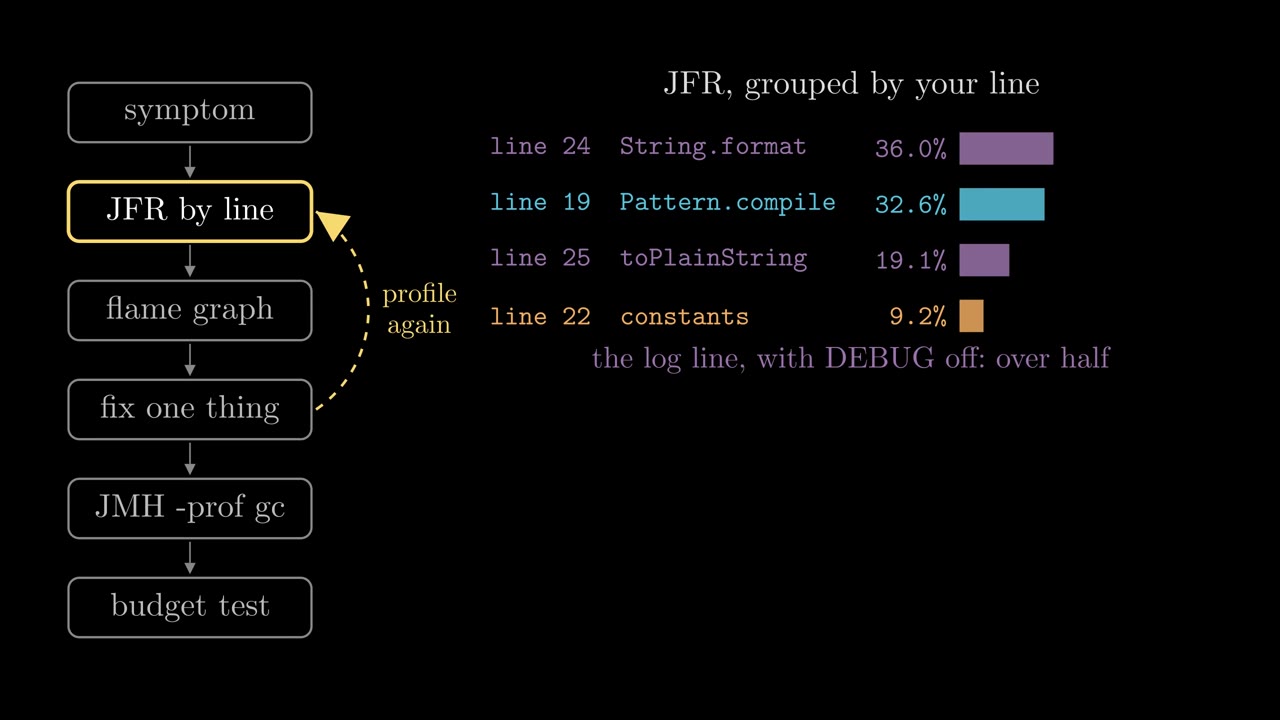 symptom
JFR by line
flame graph
fix one thing
JMH -prof gc
budget test
profile
again
JFR, grouped by your line
line 24 String.format 36.0%
line 19 Pattern.compile 32.6%
line 25 toPlainString 19.1%
line 22 constants 9.2%
the log line, with DEBUG off: over half